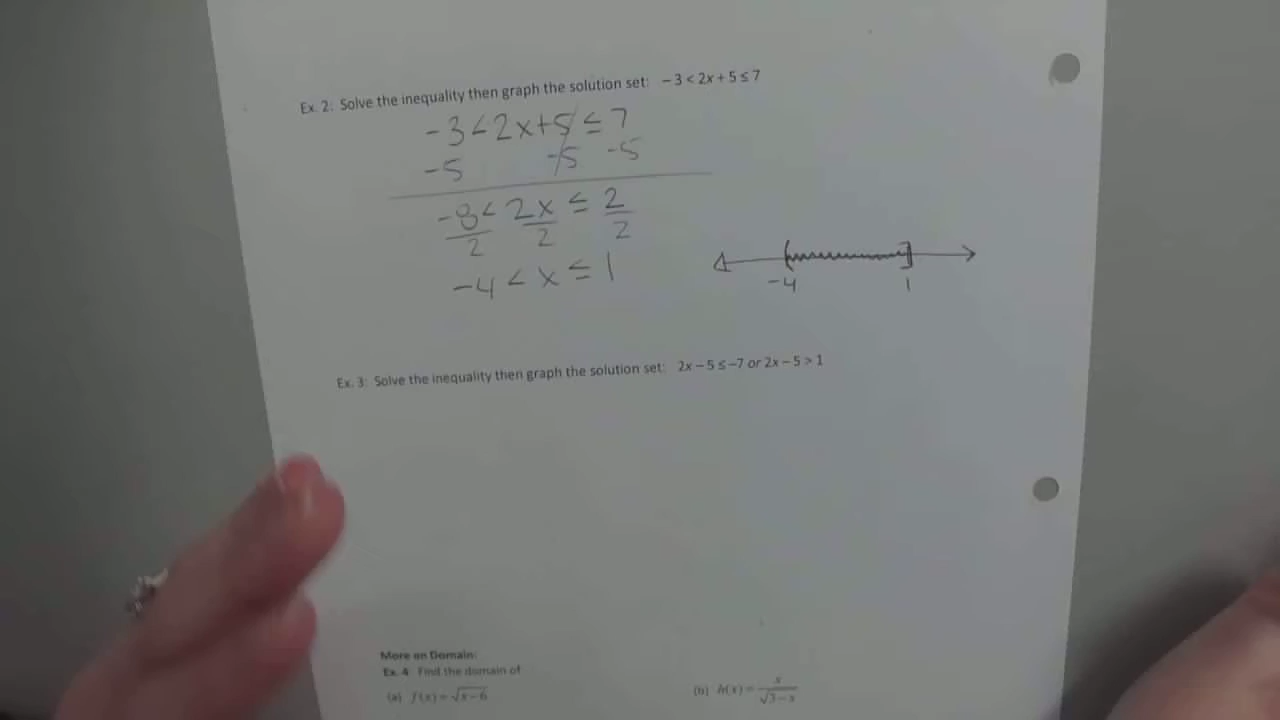 Ex. 2: Solve the inequality then graph the solution set: – 3 < 2x + 5 ≤ 7
-3 < 2x+5 ≤ 7
-5 -5 -5
-8 < 2x ≤ 2
2 2 2
-4 < x ≤ 1
-4 1
Ex. 3: Solve the inequality then graph the solution set: 2x – 5 ≤ –7 or 2x – 5 > 1
More on Domain:
Ex. 4: Find the domain of
(a) f(x) = √x–6 (b) h(x) = x / √3–x